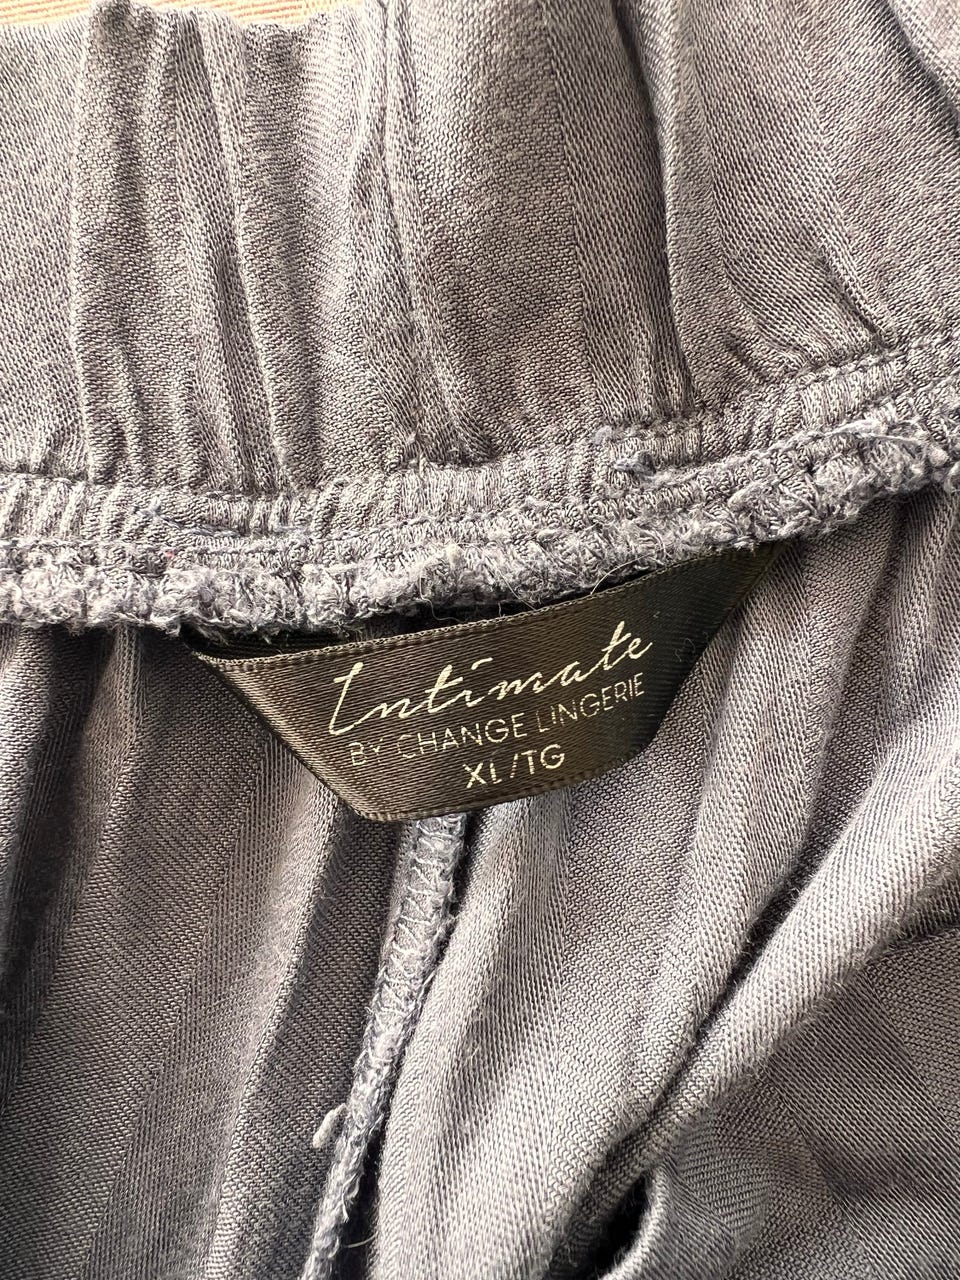 Intimate
BY CHANGE LINGERIE
XL/TG